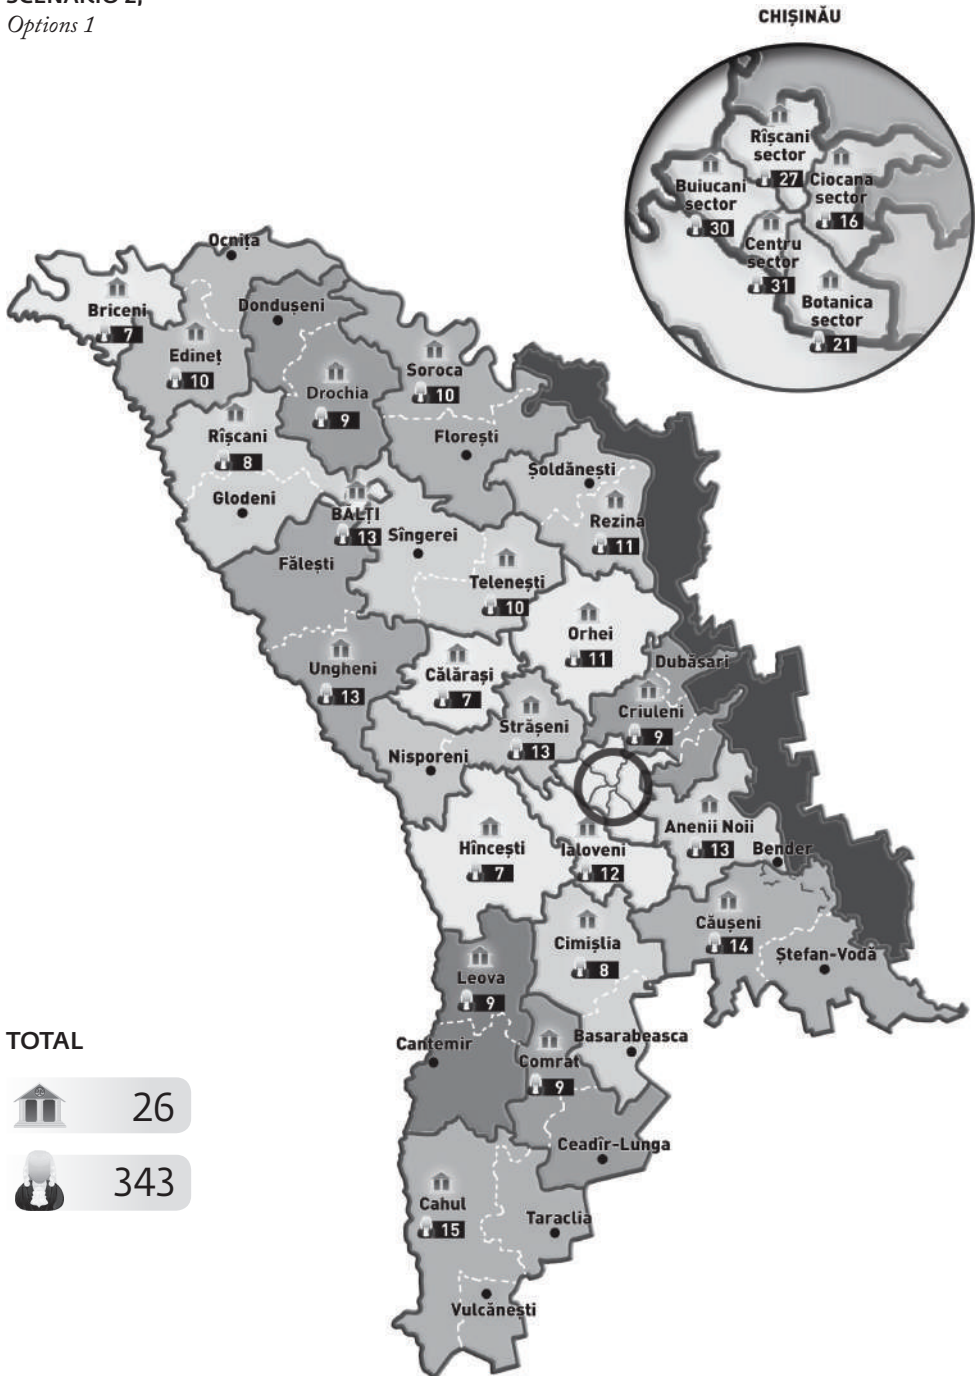 SCENARIO 2,
Options 1
CHIȘINĂU
Rîșcani
sector
27
Buiucani
sector
30
Ciocana
sector
16
Centru
sector
31
Botanica
sector
21
Ocnița
Briceni
7
Dondușeni
Edineț
10
Soroca
10
Drochia
9
Rîșcani
8
Florești
Șoldănești
Glodeni
BĂLȚI
13
Sîngerei
Rezina
11
Fălești
Telenești
10
Orhei
11
Ungheni
13
Călărași
7
Dubăsari
Criuleni
9
Strășeni
13
Nisporeni
Anenii Noii
13
Hîncești
7
Ialoveni
12
Bender
Căușeni
14
Cimișlia
8
Ștefan-Vodă
Leova
9
Cantemir
Basarabeasca
Comrat
9
TOTAL
26
343
Ceadîr-Lunga
Cahul
15
Taraclia
Vulcănești